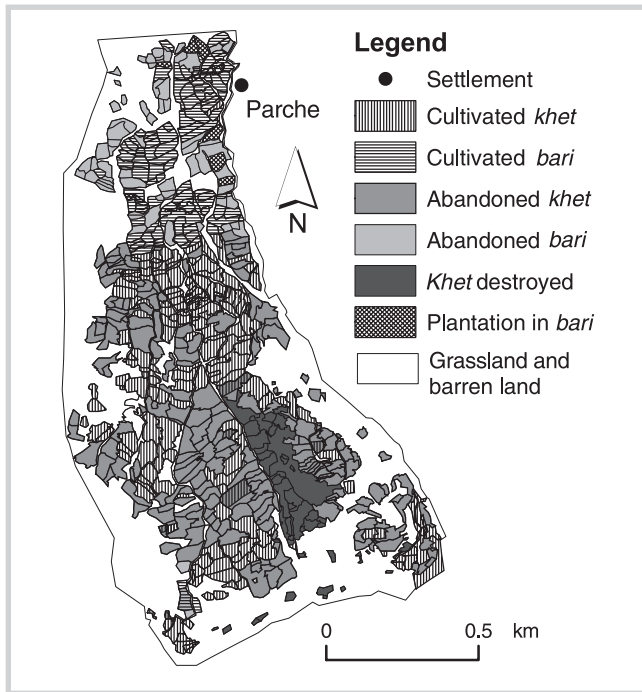 Legend
Settlement
Parche
Cultivated khet
Cultivated bari
Abandoned khet
N
Abandoned bari
Khet destroyed
Plantation in bari
Grassland and
barren land
0 0.5 km